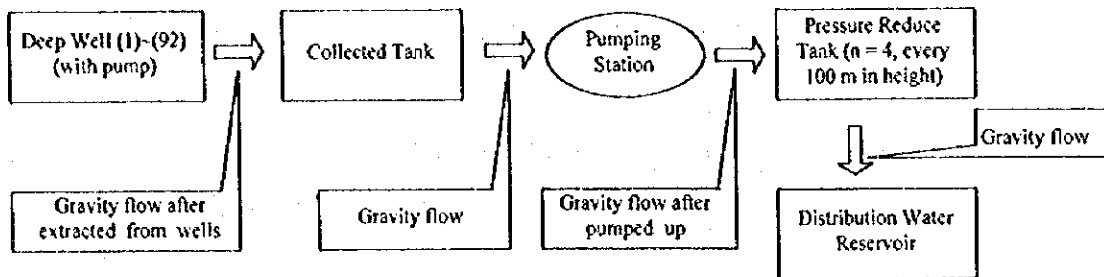 Deep Well (1)~(92)
(with pump)
Collected Tank
Pumping
Station
Pressure Reduce
Tank (n = 4, every
100 m in height)
Gravity flow after
extracted from wells
Gravity flow
Gravity flow after
pumped up
Gravity flow
Distribution Water
Reservoir